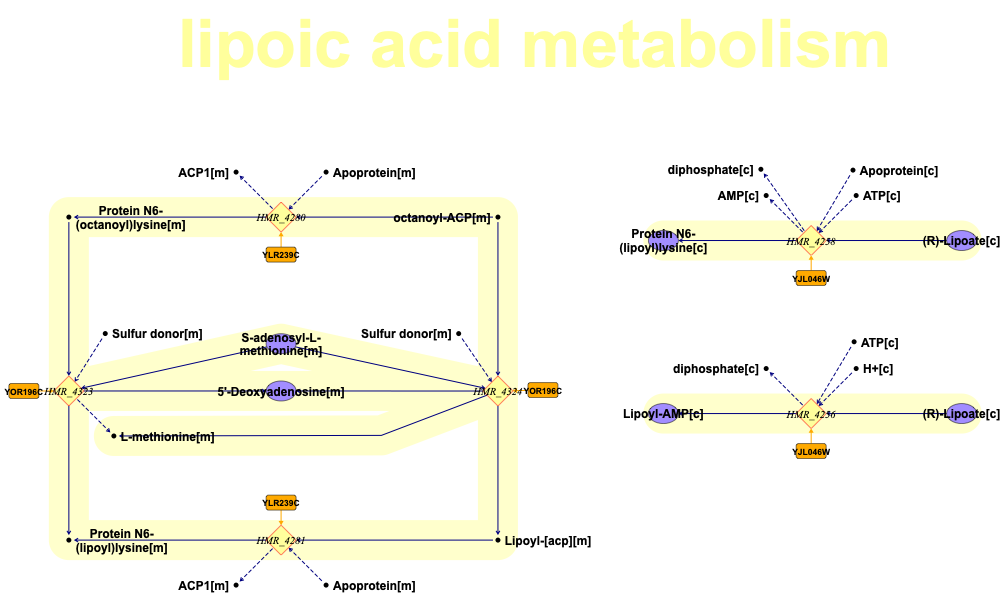 lipoic acid metabolism
ACP1[m]
Apoprotein[m]
Protein N6-
(octanoyl)lysine[m]
HMR_4280
octanoyl-ACP[m]
YLR239C
Sulfur donor[m]
S-adenosyl-L-
methionine[m]
Sulfur donor[m]
YOR196C
HMR_4323
5'-Deoxyadenosine[m]
HMR_4324
YOR196C
L-methionine[m]
YLR239C
Protein N6-
(lipoyl)lysine[m]
HMR_4281
Lipoyl-[acp][m]
ACP1[m]
Apoprotein[m]
diphosphate[c]
Apoprotein[c]
AMP[c]
ATP[c]
Protein N6-
(lipoyl)lysine[c]
HMR_4258
(R)-Lipoate[c]
YJL046W
ATP[c]
diphosphate[c]
H+[c]
Lipoyl-AMP[c]
HMR_4256
(R)-Lipoate[c]
YJL046W